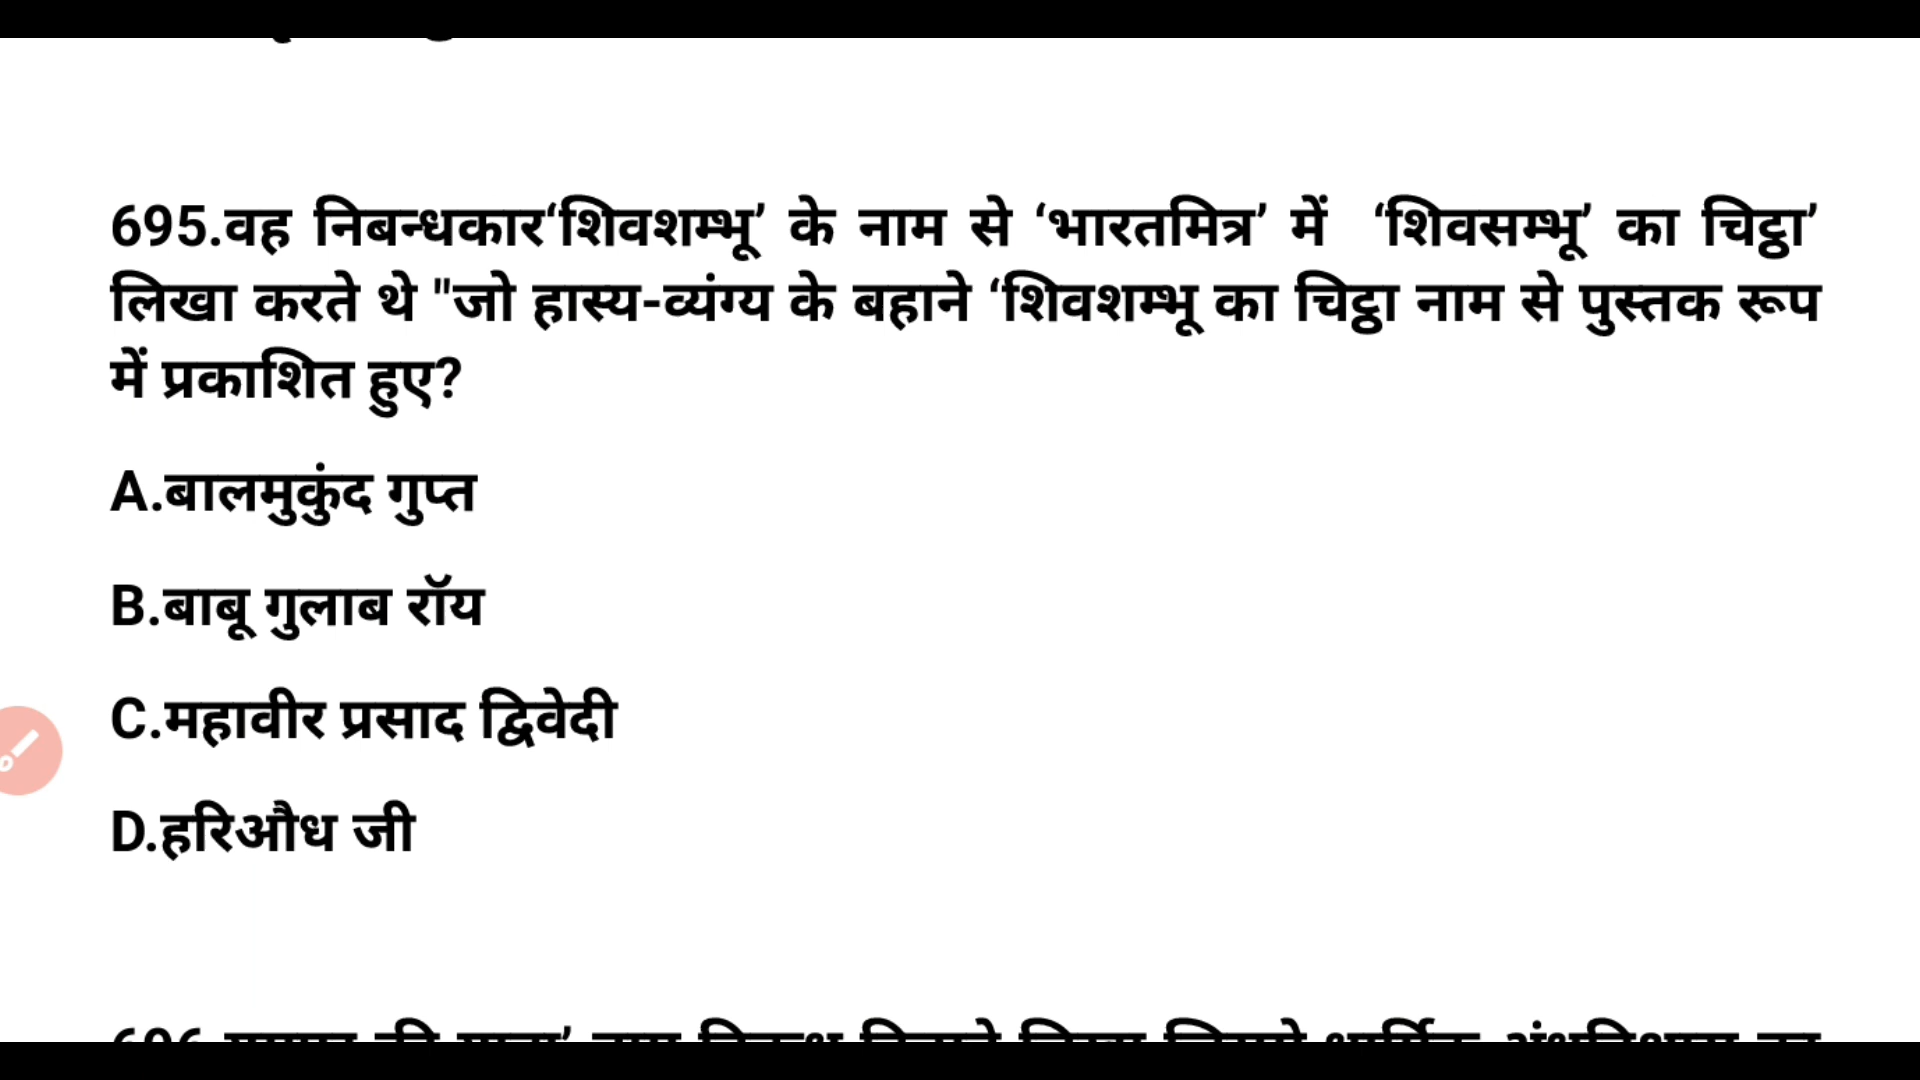 695.वह निबन्धकार‘शिवशम्भू’ के नाम से ‘भारतमित्र’ में ‘शिवसम्भू’ का चिट्ठा’
लिखा करते थे "जो हास्य-व्यंग्य के बहाने ‘शिवशम्भू का चिट्ठा नाम से पुस्तक रूप
में प्रकाशित हुए?
A.बालमुकुंद गुप्त
B.बाबू गुलाब रॉय
C.महावीर प्रसाद द्विवेदी
D.हरिऔध जी